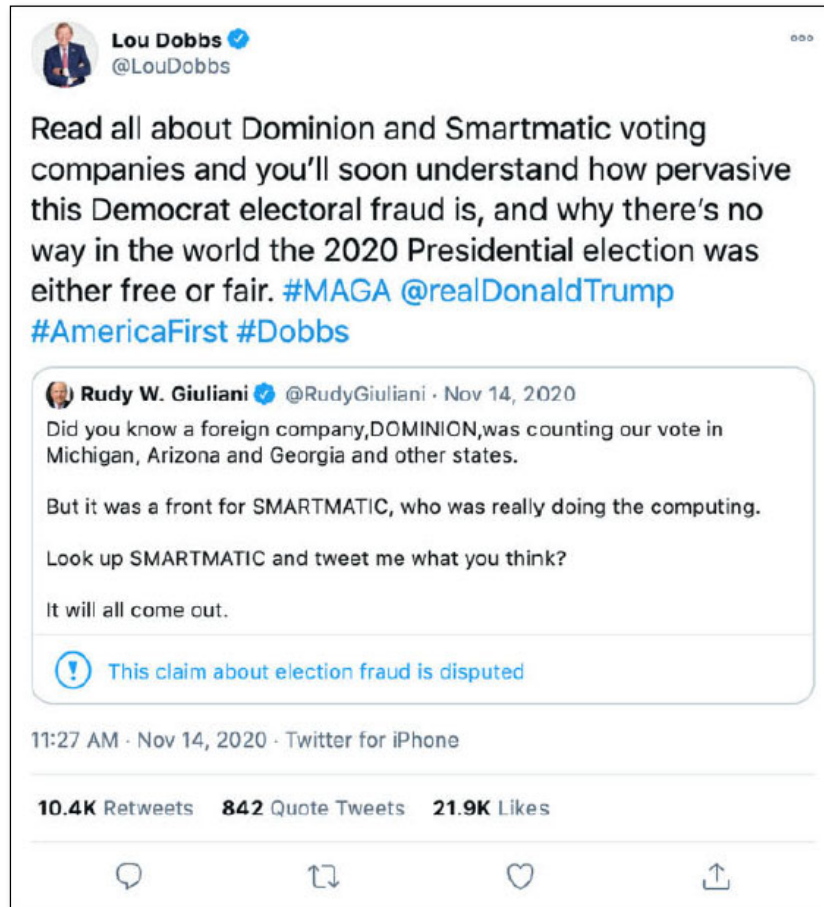 Lou Dobbs
@LouDobbs
Read all about Dominion and Smartmatic voting
companies and you'll soon understand how pervasive
this Democrat electoral fraud is, and why there's no
way in the world the 2020 Presidential election was
either free or fair. #MAGA @realDonaldTrump
#AmericaFirst #Dobbs
Rudy W. Giuliani @RudyGiuliani · Nov 14, 2020
Did you know a foreign company,DOMINION,was counting our vote in
Michigan, Arizona and Georgia and other states.
But it was a front for SMARTMATIC, who was really doing the computing.
Look up SMARTMATIC and tweet me what you think?
It will all come out.
This claim about election fraud is disputed
11:27 AM · Nov 14, 2020 · Twitter for iPhone
10.4K Retweets 842 Quote Tweets 21.9K Likes